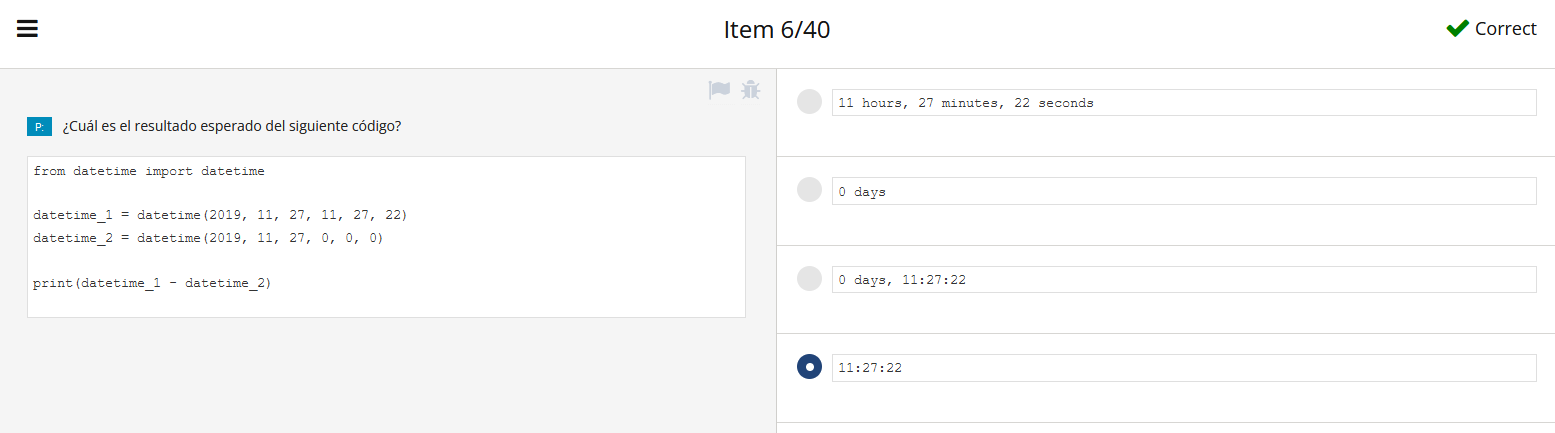 Item 6/40
Correct
P:
¿Cuál es el resultado esperado del siguiente código?
from datetime import datetime
datetime_1 = datetime(2019, 11, 27, 11, 27, 22)
datetime_2 = datetime(2019, 11, 27, 0, 0, 0)
print(datetime_1 - datetime_2)
11 hours, 27 minutes, 22 seconds
0 days
0 days, 11:27:22
11:27:22